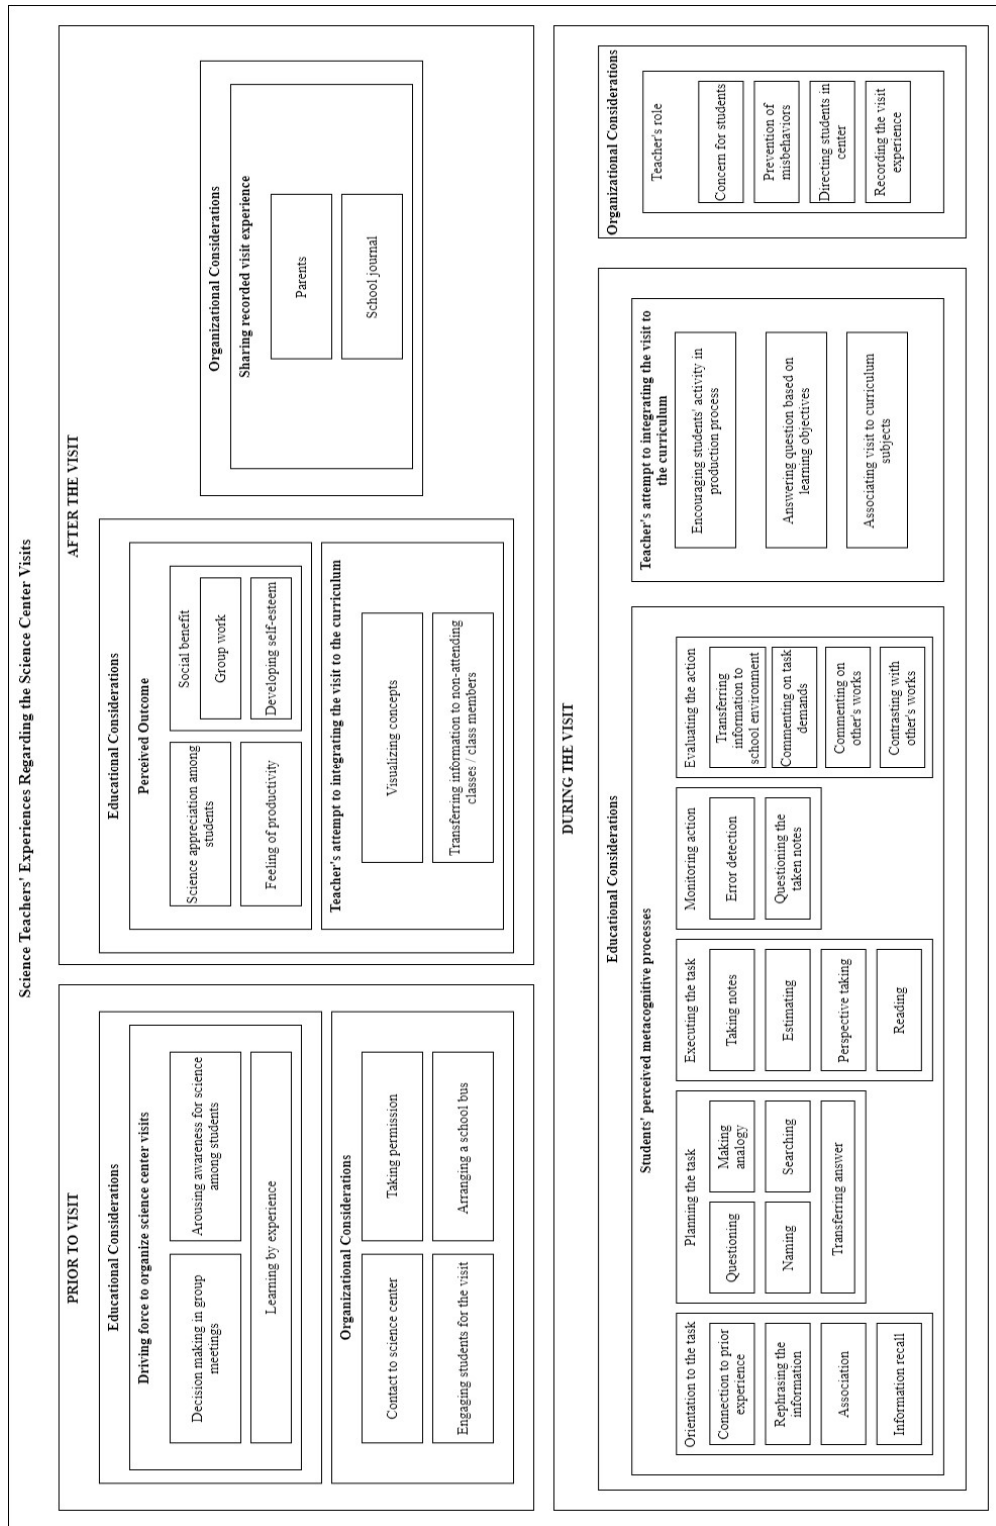 Science Teachers' Experiences Regarding the Science Center Visits
PRIOR TO VISIT
Educational Considerations
Driving force to organize science center visits
Decision making in group
meetings
Arousing awareness for science
among students
Learning by experience
Organizational Considerations
Contact to science center
Taking permission
Engaging students for the visit
Arranging a school bus
AFTER THE VISIT
Educational Considerations
Perceived Outcome
Science appreciation among
students
Feeling of productivity
Social benefit
Group work
Developing self-esteem
Teacher's attempt to integrating the visit to the curriculum
Visualizing concepts
Transferring information to non-attending
classes / class members
Organizational Considerations
Sharing recorded visit experience
Parents
School journal
DURING THE VISIT
Educational Considerations
Students' perceived metacognitive processes
Orientation to the task
Connection to prior
experience
Rephrasing the
information
Association
Information recall
Planning the task
Questioning
Making
analogy
Naming
Searching
Transferring answer
Executing the task
Taking notes
Estimating
Perspective taking
Reading
Monitoring action
Error detection
Questioning the
taken notes
Evaluating the action
Transferring
information to
school environment
Commenting on task
demands
Commenting on
other's works
Contrasting with
other's works
Teacher's attempt to integrating the visit to
the curriculum
Encouraging students' activity in
production process
Answering question based on
learning objectives
Associating visit to curriculum
subjects
Organizational Considerations
Teacher's role
Concern for students
Prevention of
misbehaviors
Directing students in
center
Recording the visit
experience